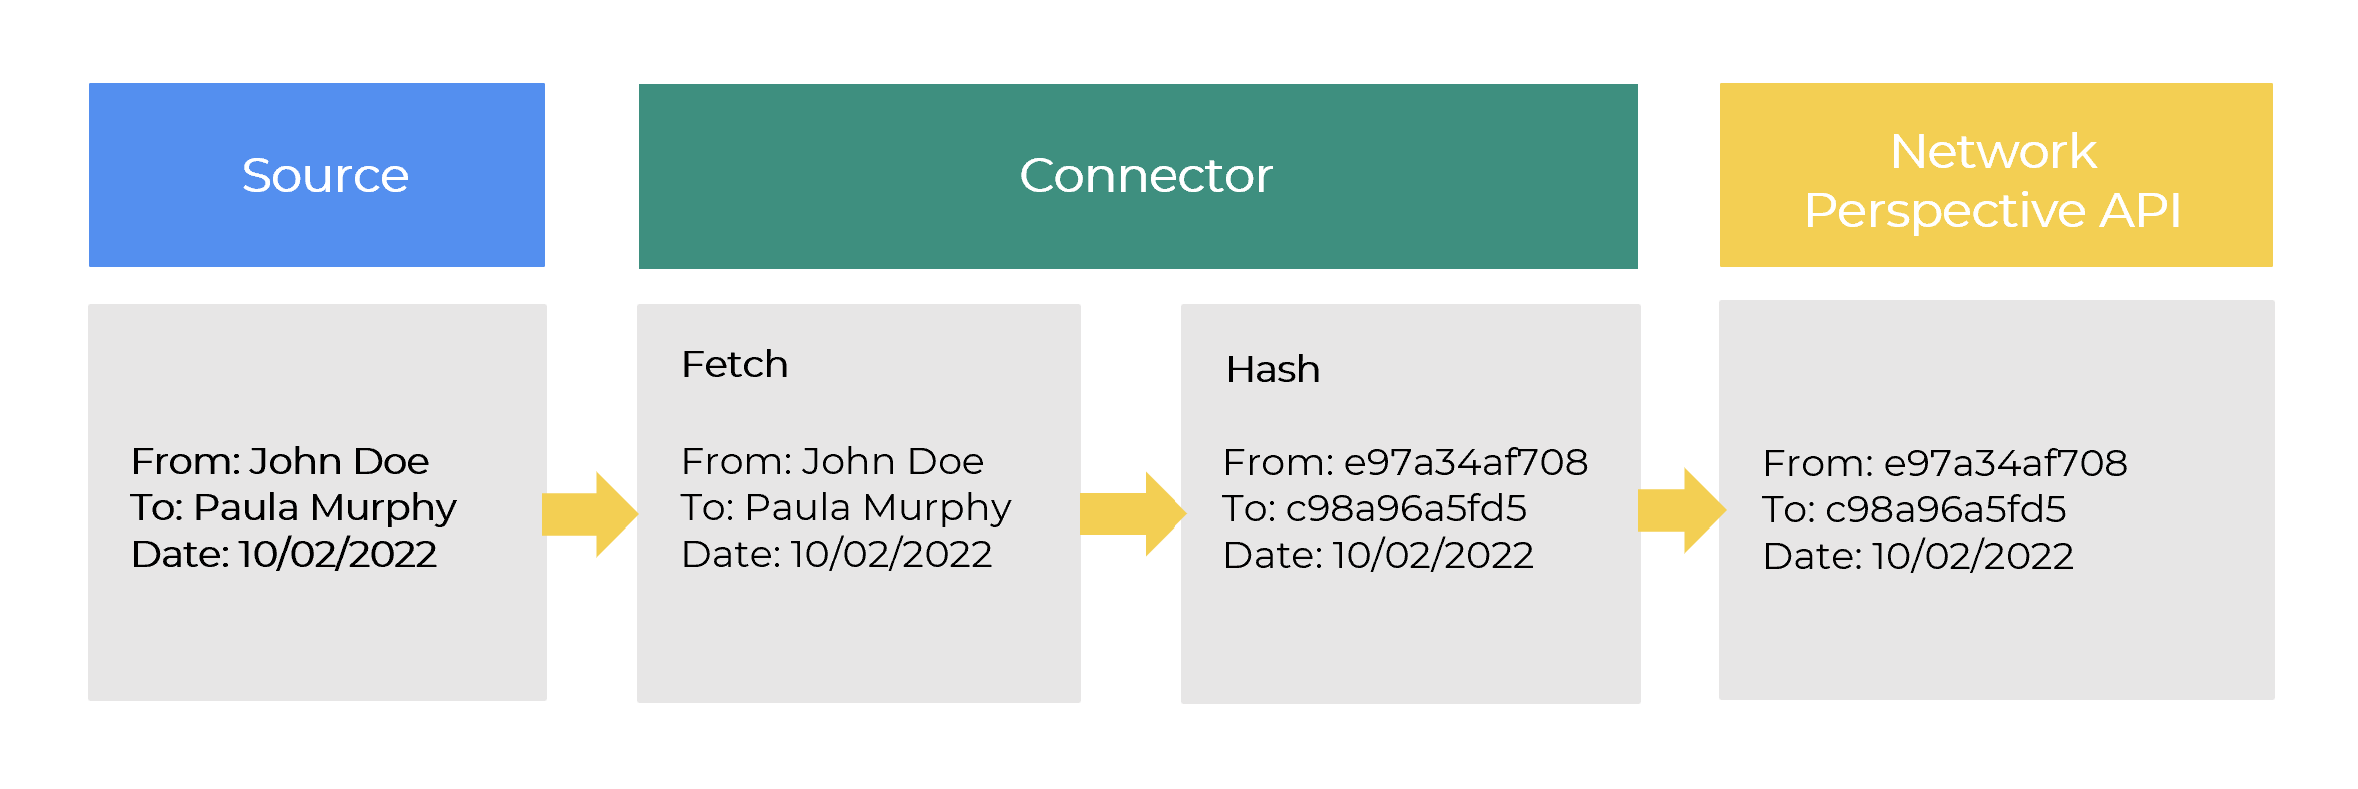 Source
Connector
Network
Perspective API
From: John Doe
To: Paula Murphy
Date: 10/02/2022
Fetch
From: John Doe
To: Paula Murphy
Date: 10/02/2022
Hash
From: e97a34af708
To: c98a96a5fd5
Date: 10/02/2022
From: e97a34af708
To: c98a96a5fd5
Date: 10/02/2022